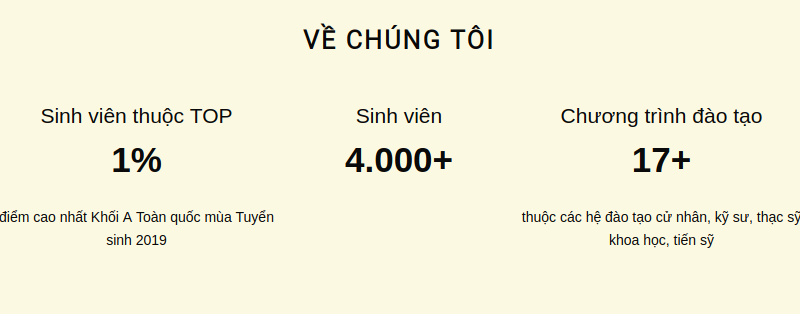 VỀ CHÚNG TÔI
Sinh viên thuộc TOP
1%
điểm cao nhất Khối A Toàn quốc mùa Tuyển
sinh 2019
Sinh viên
4.000+
Chương trình đào tạo
17+
thuộc các hệ đào tạo cử nhân, kỹ sư, thạc sỹ
khoa học, tiến sỹ